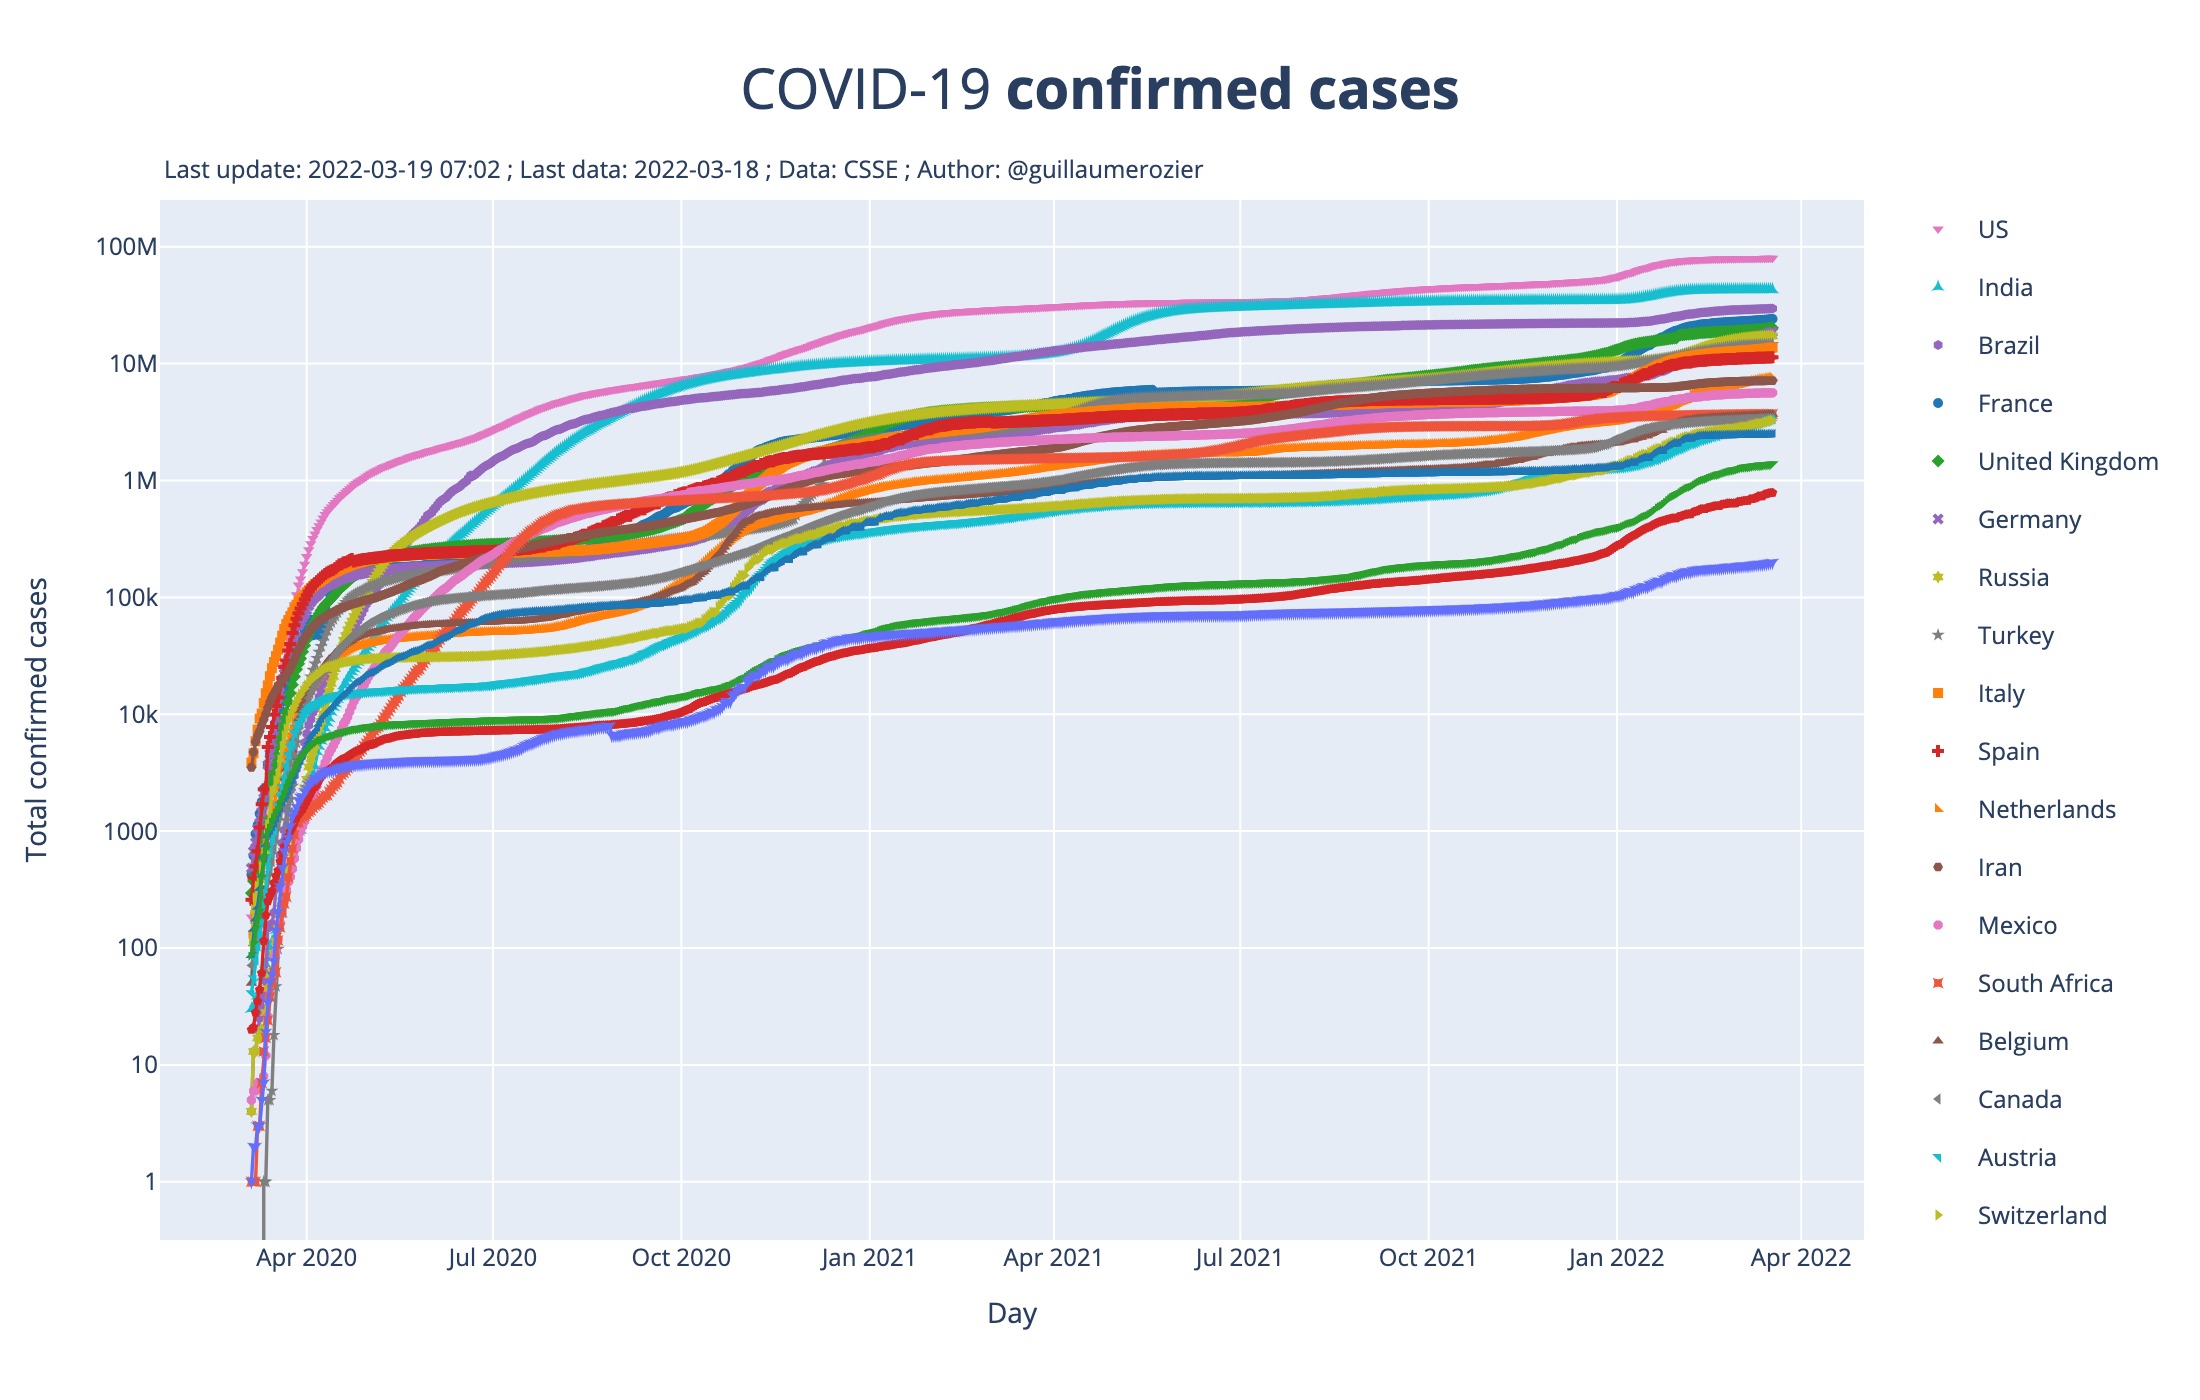 COVID-19 confirmed cases
Last update: 2022-03-19 07:02 ; Last data: 2022-03-18 ; Data: CSSE ; Author: @guillaumerozier
Total confirmed cases
100M
10M
1M
100k
10k
1000
100
10
1
Apr 2020
Jul 2020
Oct 2020
Jan 2021
Apr 2021
Jul 2021
Oct 2021
Jan 2022
Apr 2022
Day
US
India
Brazil
France
United Kingdom
Germany
Russia
Turkey
Italy
Spain
Netherlands
Iran
Mexico
South Africa
Belgium
Canada
Austria
Switzerland